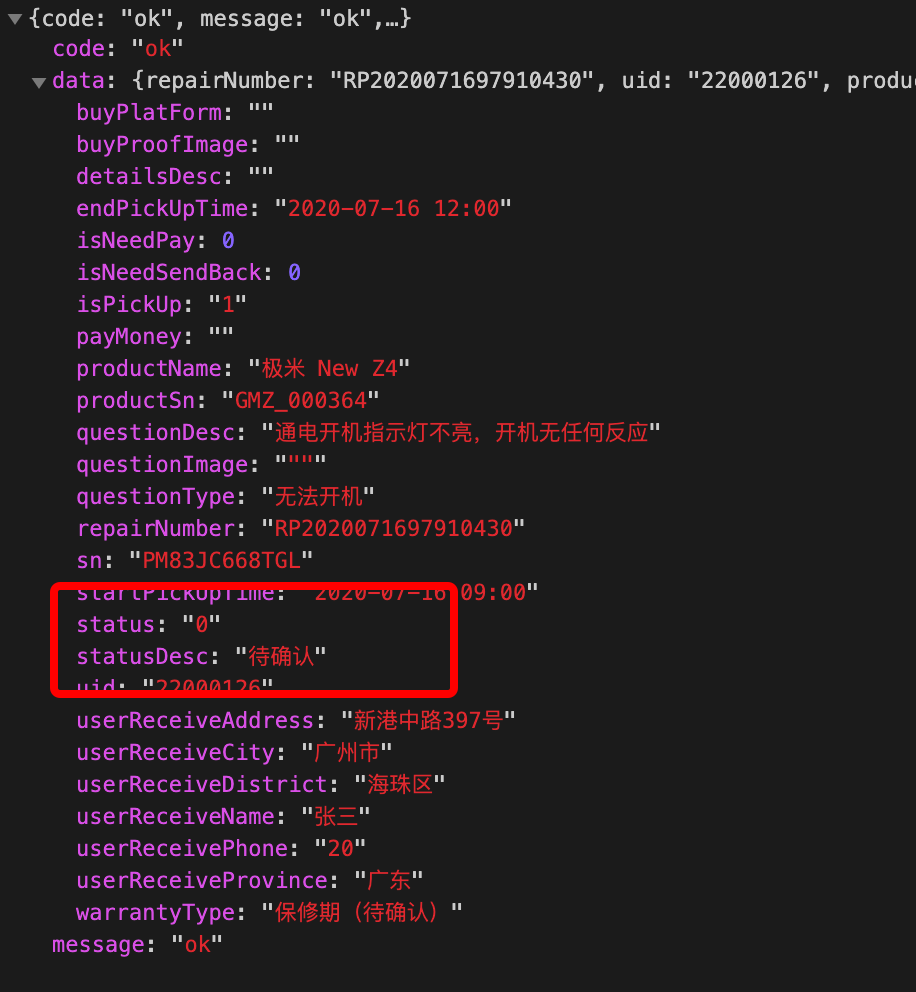 {code: "ok", message: "ok",…}
code: "ok"
data: {repairNumber: "RP2020071697910430", uid: "22000126", produ
buyPlatForm: ""
buyProofImage: ""
detailsDesc: ""
endPickUpTime: "2020-07-16 12:00"
isNeedPay: 0
isNeedSendBack: 0
isPickUp: "1"
payMoney: ""
productName: "极米 New Z4"
productSn: "GMZ_000364"
questionDesc: "通电开机指示灯不亮，开机无任何反应"
questionImage: """"
questionType: "无法开机"
repairNumber: "RP2020071697910430"
sn: "PM83JC668TGL"
startPickUpTime: "2020-07-16 09:00"
status: "0"
statusDesc: "待确认"
uid: "22000126"
userReceiveAddress: "新港中路397号"
userReceiveCity: "广州市"
userReceiveDistrict: "海珠区"
userReceiveName: "张三"
userReceivePhone: "20"
userReceiveProvince: "广东"
warrantyType: "保修期（待确认）"
message: "ok"